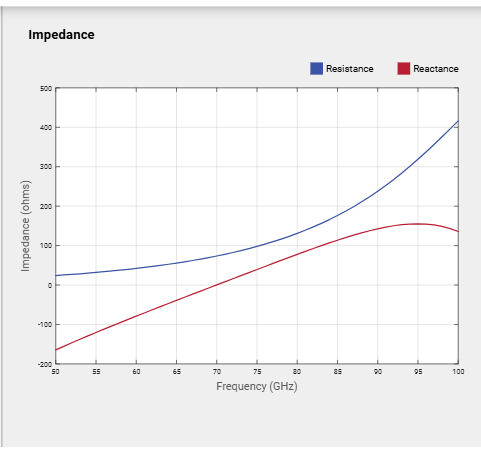 Impedance
Resistance Reactance
500
400
300
200
100
0
-100
-200
50 55 60 65 70 75 80 85 90 95 100
Impedance (ohms)
Frequency (GHz)